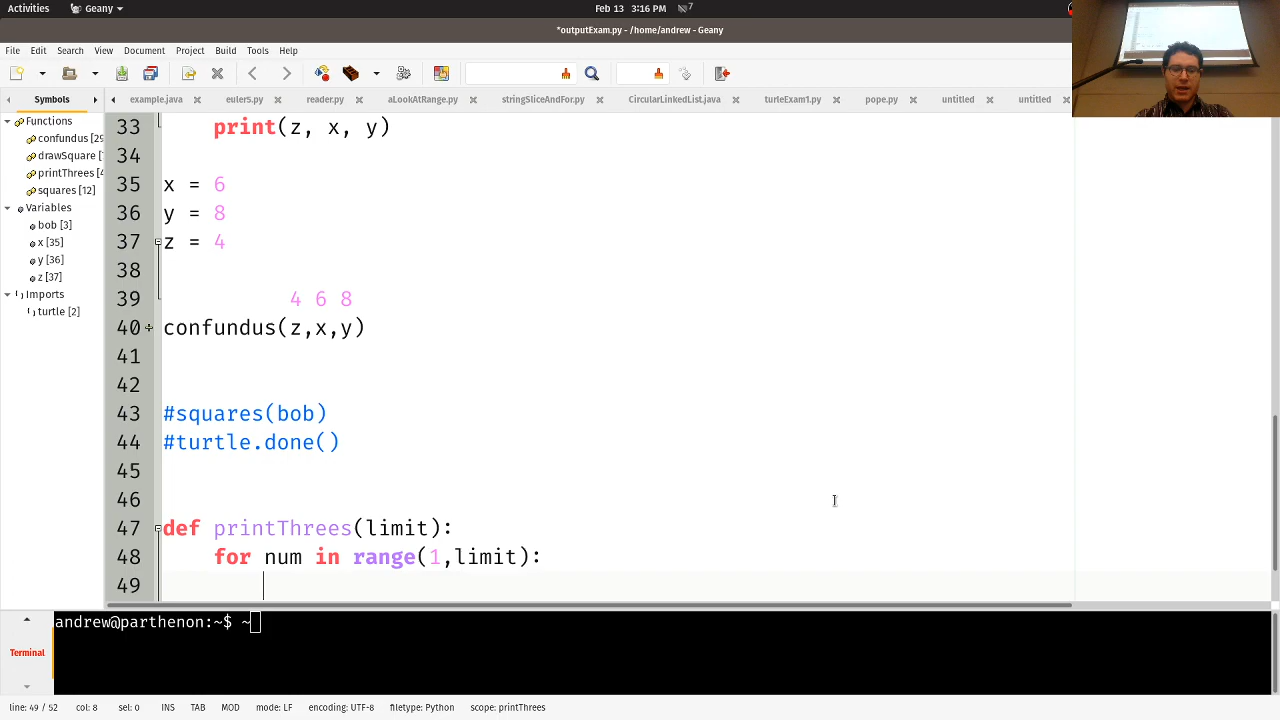 Activities
Geany
Feb 13 3:16 PM
7
*outputExam.py - /home/andrew - Geany
File Edit Search View Document Project Build Tools Help
Symbols
example.java
euler5.py
reader.py
aLookAtRange.py
stringSliceAndFor.py
CircularLinkedList.java
turtleExam1.py
pope.py
untitled
untitled
Functions
confundus [29
drawSquare [
printThrees [4
squares [12]
Variables
bob [3]
x [35]
y [36]
z [37]
Imports
turtle [2]
33 print(z, x, y)
34
35 x = 6
36 y = 8
37 z = 4
38
39 4 6 8
40 confundus(z,x,y)
41
42
43 #squares(bob)
44 #turtle.done()
45
46
47 def printThrees(limit):
48 for num in range(1,limit):
49
Terminal
andrew@parthenon:~$ ~
line: 49 / 52 col: 8 sel: 0 INS TAB MOD mode: LF encoding: UTF-8 filetype: Python scope: printThrees